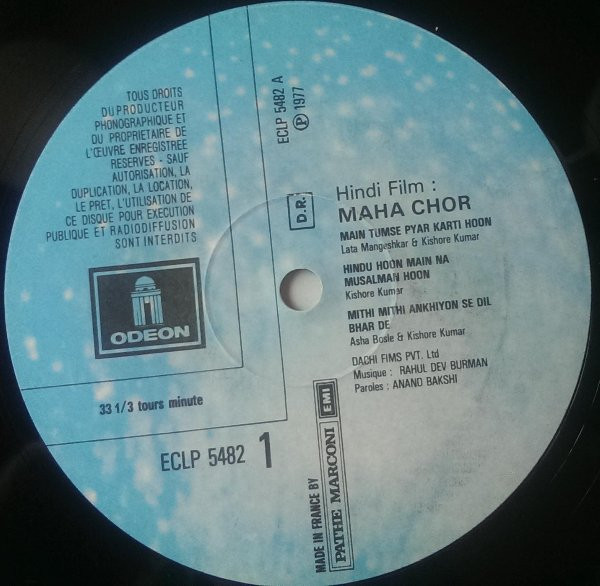 TOUS DROITS
DU PRODUCTEUR
PHONOGRAPHIQUE ET
DU PROPRIETAIRE DE
L'ŒUVRE ENREGISTREE
RESERVES - SAUF
AUTORISATION, LA
DUPLICATION, LA LOCATION,
LE PRET, L'UTILISATION DE
CE DISQUE POUR EXECUTION
PUBLIQUE ET RADIODIFFUSION
SONT INTERDITS
ODEON
33 1/3 tours minute
ECLP 5482 1
ECLP 5482 A
Ⓟ 1977
D.R.
Hindi Film :
MAHA CHOR
MAIN TUMSE PYAR KARTI HOON
Lata Mangeshkar & Kishore Kumar
HINDU HOON MAIN NA
MUSALMAN HOON
Kishore Kumar
MITHI MITHI ANKHIYON SE DIL
BHAR DE
Asha Bosle & Kishore Kumar
DACHI FIMS PVT. Ltd
Musique : RAHUL DEV BURMAN
Paroles : ANAND BAKSHI
MADE IN FRANCE BY
PATHE MARCONI EMI